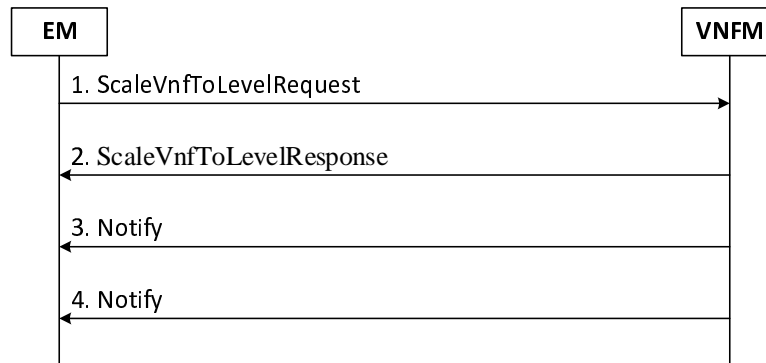 EM
VNFM
1. ScaleVnfToLevelRequest
2. ScaleVnfToLevelResponse
3. Notify
4. Notify